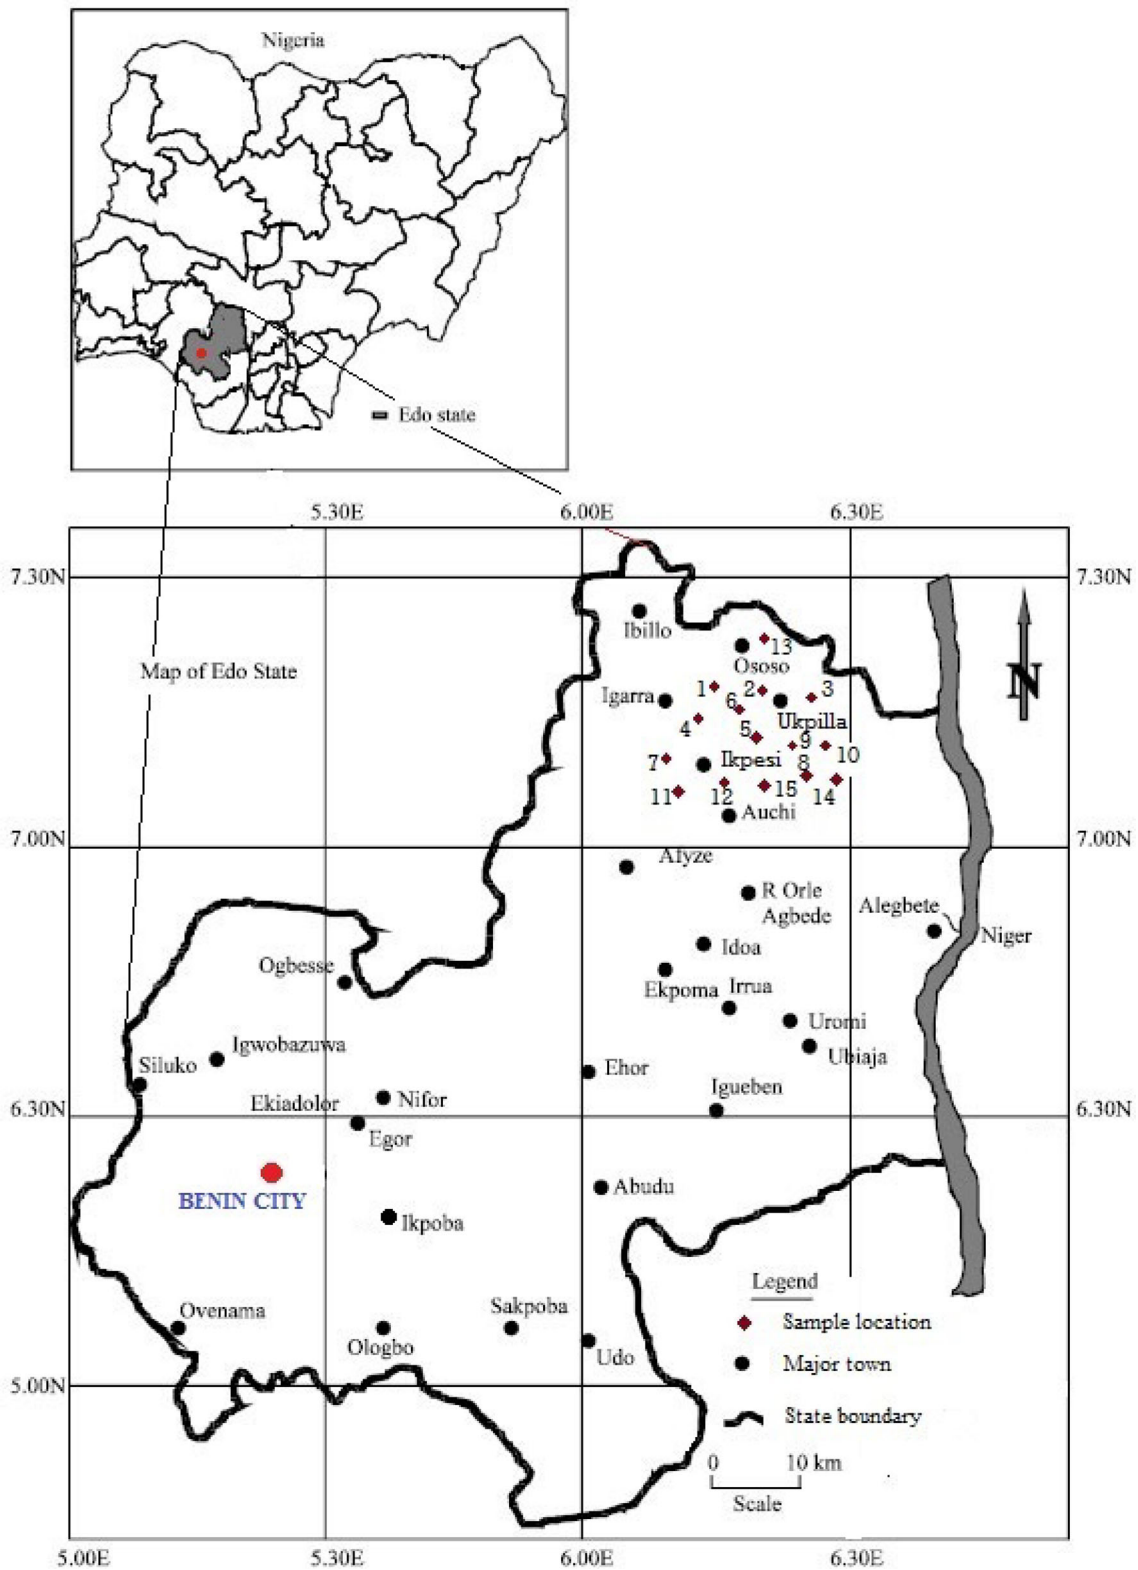 Nigeria
Edo state
5.30E
6.00E
6.30E
7.30N
7.30N
Ibillo
13
Ososo
Map of Edo State
N
Igarra
1
2
3
6
Ukpilla
4
5
9
10
7
Ikpesi
8
11
12
15
14
Auchi
7.00N
7.00N
Afyze
R Orle
Agbede
Alegbete
Niger
Idoa
Ogbesse
Ekpoma
Irrua
Uromi
Igwobazuwa
Ubiaja
Siluko
Ehor
Igueben
Ekiadolor
Nifor
6.30N
6.30N
Egor
BENIN CITY
Abudu
Ikpoba
Legend
Ovenama
Sakpoba
Sample location
Ologbo
Udo
Major town
5.00N
State boundary
0 10 km
Scale
5.00E
5.30E
6.00E
6.30E